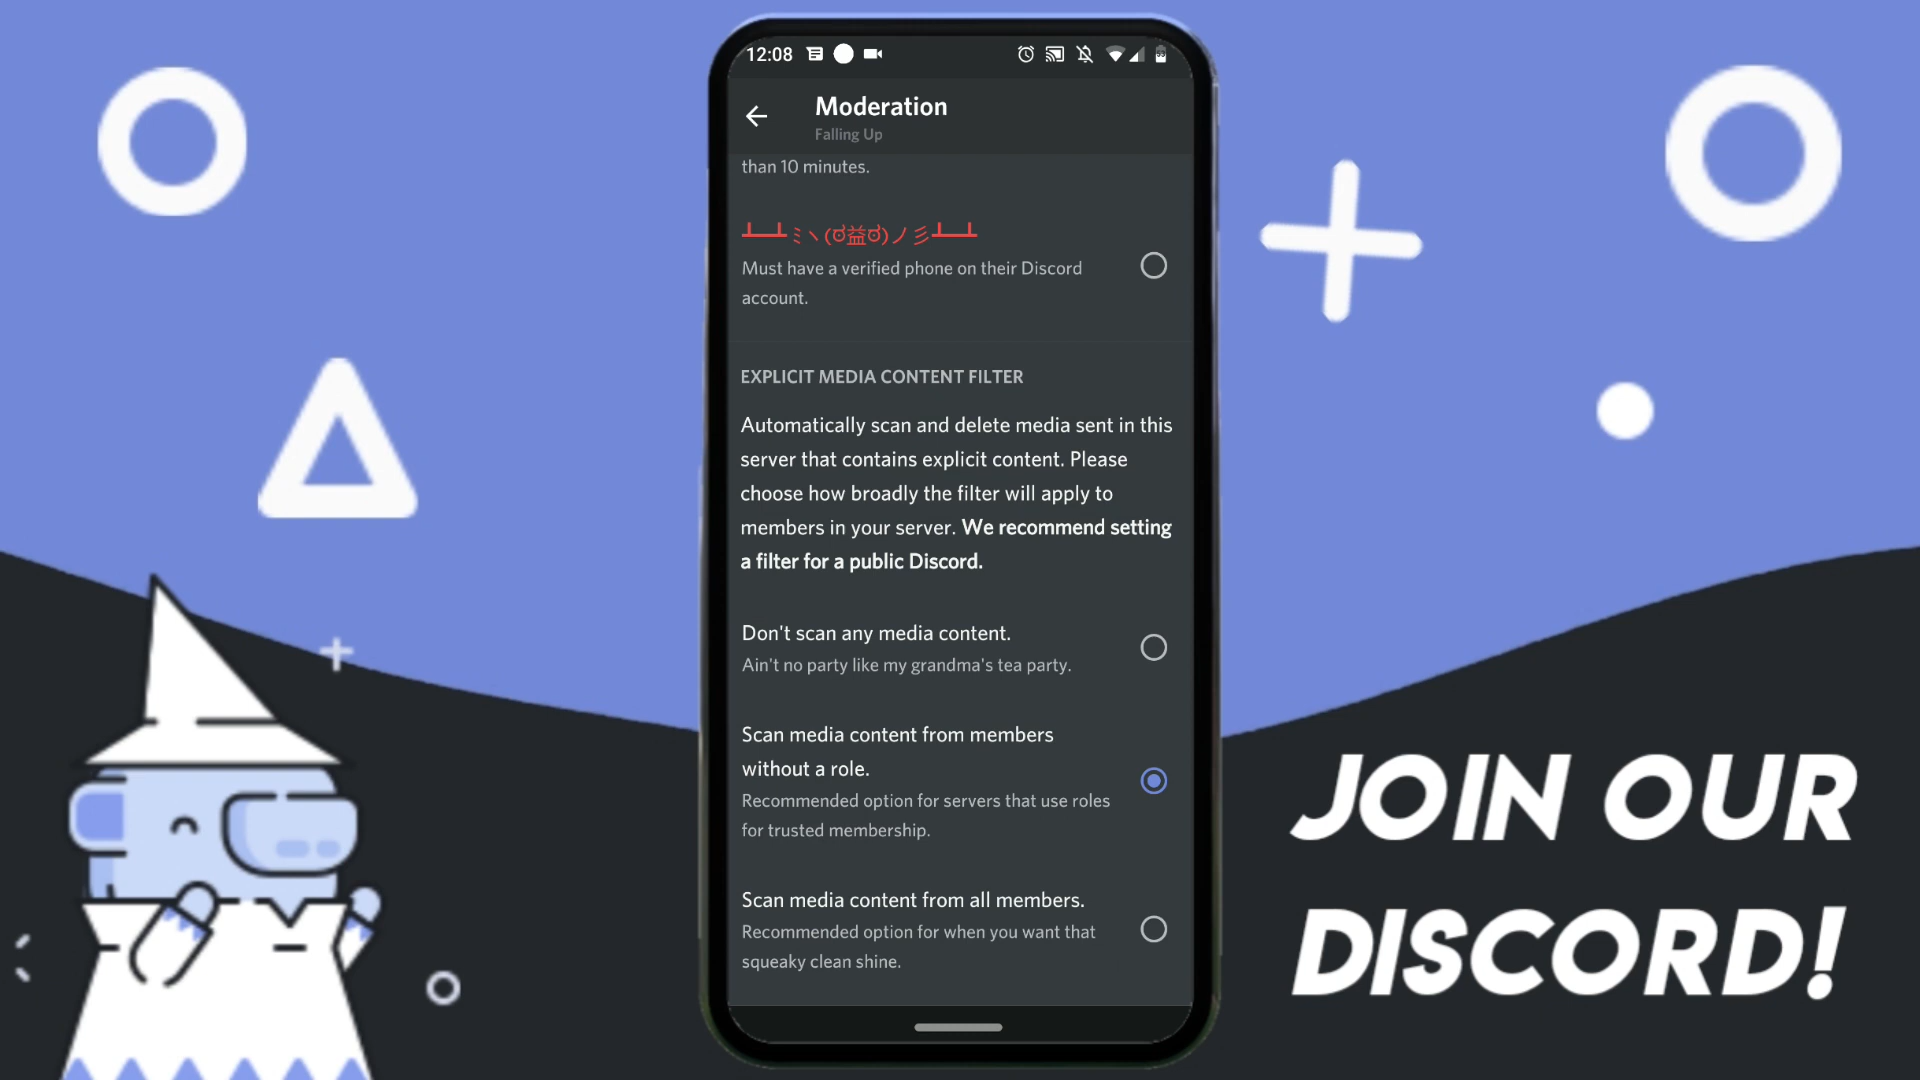 12:08
Moderation
Falling Up
than 10 minutes.
┻━┻ ミヽ(ಠ益ಠ)ノ彡┻━┻
Must have a verified phone on their Discord
account.
EXPLICIT MEDIA CONTENT FILTER
Automatically scan and delete media sent in this
server that contains explicit content. Please
choose how broadly the filter will apply to
members in your server. We recommend setting
a filter for a public Discord.
Don't scan any media content.
Ain't no party like my grandma's tea party.
Scan media content from members
without a role.
Recommended option for servers that use roles
for trusted membership.
Scan media content from all members.
Recommended option for when you want that
squeaky clean shine.
JOIN OUR
DISCORD!